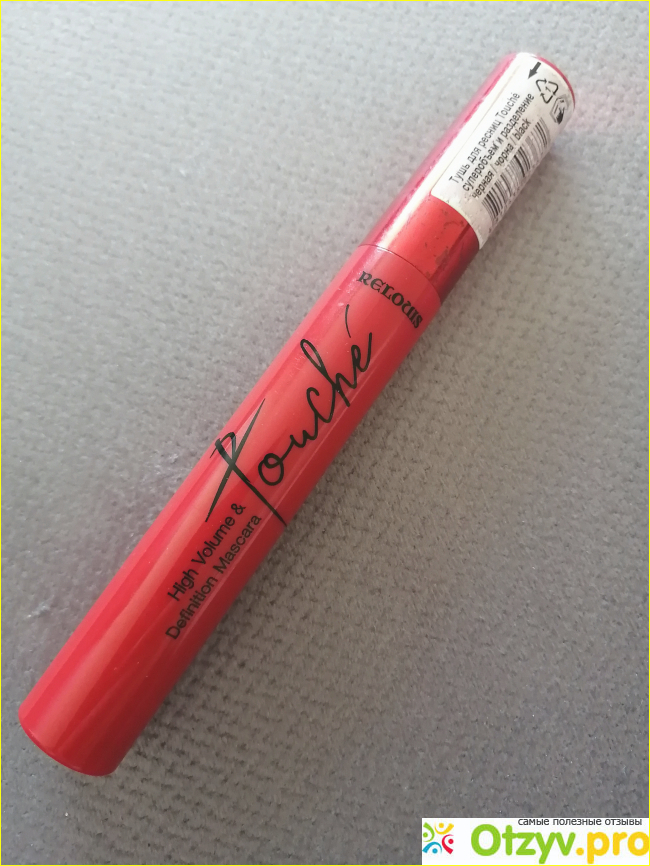 Тушь для ресниц Touche
суперобъем и разделение
черная / чорна / black
RELOUIS
Touché
High Volume &
Definition Mascara
самые полезные отзывы
Otzyv.pro